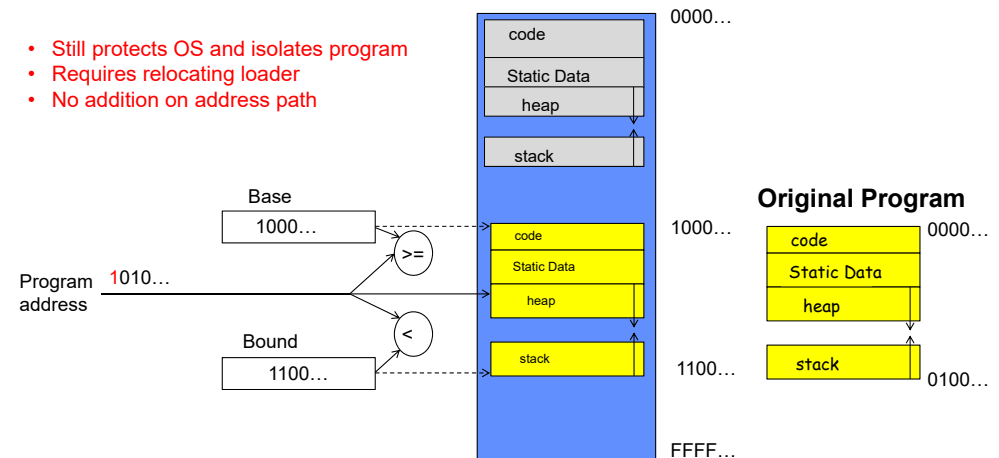 • Still protects OS and isolates program
• Requires relocating loader
• No addition on address path
0000…
code
Static Data
heap
stack
Base
1000…
>=
Program
address
1010…
<
Bound
1100…
code
Static Data
heap
stack
1000…
1100…
FFFF…
Original Program
code
Static Data
heap
stack
0000…
0100…